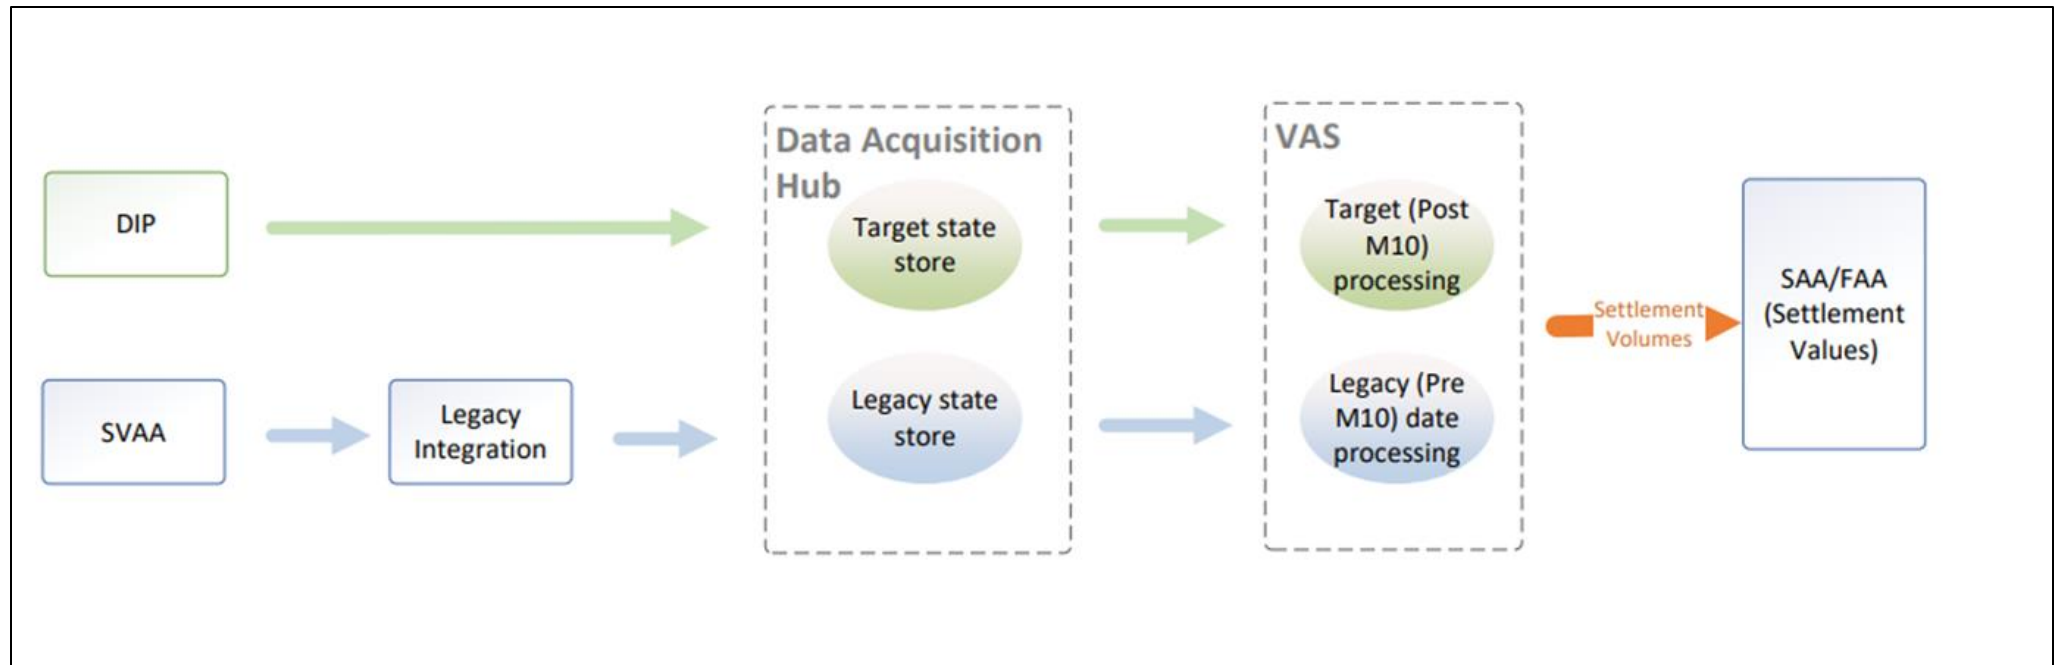 Data Acquisition
Hub
VAS
DIP
Target state
store
Target (Post
M10)
processing
SAA/FAA
(Settlement
Values)
Settlement
Volumes
SVAA
Legacy
Integration
Legacy state
store
Legacy (Pre
M10) date
processing